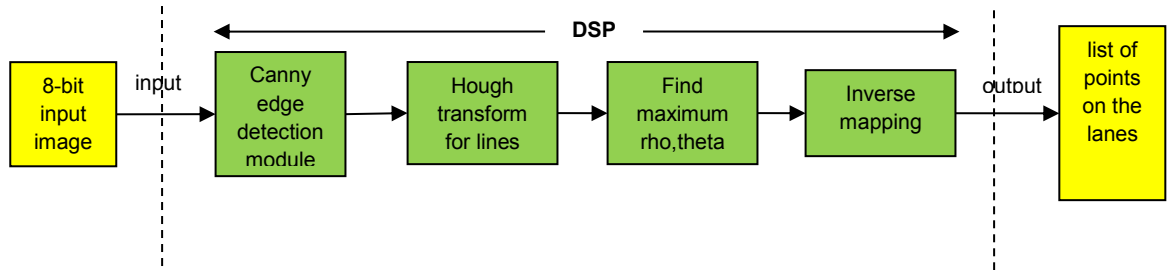 DSP
8-bit
input
image
input
Canny
edge
detection
module
Hough
transform
for lines
Find
maximum
rho,theta
Inverse
mapping
output
list of
points
on the
lanes